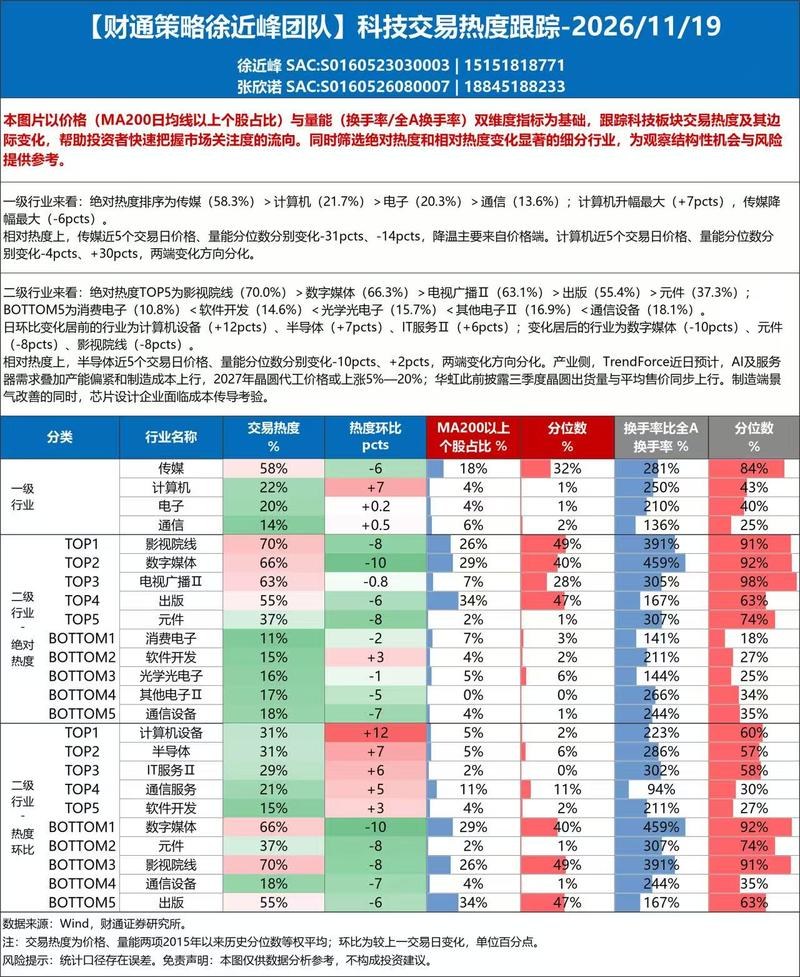 【财通策略徐近峰团队】科技交易热度跟踪-2026/11/19
徐近峰 SAC:S0160523030003 | 15151818771
张欣诺 SAC:S0160526080007 | 18845188233
本图片以价格（MA200日均线以上个股占比）与量能（换手率/全A换手率）双维度指标为基础，跟踪科技板块交易热度及其边
际变化，帮助投资者快速把握市场关注度的流向。同时筛选绝对热度和相对热度变化显著的细分行业，为观察结构性机会与风险
提供参考。
一级行业来看：绝对热度排序为传媒（58.3%）＞计算机（21.7%）＞电子（20.3%）＞通信（13.6%）；计算机升幅最大（+7pcts），传媒降
幅最大（-6pcts）。
相对热度上，传媒近5个交易日价格、量能分位数分别变化-31pcts、-14pcts，降温主要来自价格端。计算机近5个交易日价格、量能分位数分
别变化-4pcts、+30pcts，两端变化方向分化。
二级行业来看：绝对热度TOP5为影视院线（70.0%）＞数字媒体（66.3%）＞电视广播Ⅱ（63.1%）＞出版（55.4%）＞元件（37.3%）；
BOTTOM5为消费电子（10.8%）＜软件开发（14.6%）＜光学光电子（15.7%）＜其他电子Ⅱ（16.9%）＜通信设备（18.1%）。
日环比变化居前的行业为计算机设备（+12pcts）、半导体（+7pcts）、IT服务Ⅱ（+6pcts）；变化居后的行业为数字媒体（-10pcts）、元件
（-8pcts）、影视院线（-8pcts）。
相对热度上，半导体近5个交易日价格、量能分位数分别变化-10pcts、+2pcts，两端变化方向分化。产业侧，TrendForce近日预计，AI及服务
器需求叠加产能偏紧和制造成本上行，2027年晶圆代工价格或上涨5%—20%；华虹此前披露三季度晶圆出货量与平均售价同步上行。制造端景
气改善的同时，芯片设计企业面临成本传导考验。
分类 行业名称 交易热度 % 热度环比 pcts MA200以上个股占比 % 分位数 % 换手率比全A换手率 % 分位数 %
一级行业
传媒 58% -6 18% 32% 281% 84%
计算机 22% +7 4% 1% 250% 43%
电子 20% +0.2 4% 1% 210% 40%
通信 14% +0.5 6% 2% 136% 25%
二级行业-绝对热度
TOP1 影视院线 70% -8 26% 49% 391% 91%
TOP2 数字媒体 66% -10 29% 40% 459% 92%
TOP3 电视广播Ⅱ 63% -0.8 7% 28% 305% 98%
TOP4 出版 55% -6 34% 47% 167% 63%
TOP5 元件 37% -8 2% 1% 307% 74%
BOTTOM1 消费电子 11% -2 7% 3% 141% 18%
BOTTOM2 软件开发 15% +3 4% 2% 211% 27%
BOTTOM3 光学光电子 16% -1 5% 6% 144% 25%
BOTTOM4 其他电子Ⅱ 17% -5 0% 0% 266% 34%
BOTTOM5 通信设备 18% -7 4% 1% 244% 35%
二级行业-热度环比
TOP1 计算机设备 31% +12 5% 2% 223% 60%
TOP2 半导体 31% +7 5% 6% 286% 57%
TOP3 IT服务Ⅱ 29% +6 2% 0% 302% 58%
TOP4 通信服务 21% +5 11% 11% 94% 30%
TOP5 软件开发 15% +3 4% 2% 211% 27%
BOTTOM1 数字媒体 66% -10 29% 40% 459% 92%
BOTTOM2 元件 37% -8 2% 1% 307% 74%
BOTTOM3 影视院线 70% -8 26% 49% 391% 91%
BOTTOM4 通信设备 18% -7 4% 1% 244% 35%
BOTTOM5 出版 55% -6 34% 47% 167% 63%
数据来源：Wind，财通证券研究所。
注：交易热度为价格、量能两项2015年以来历史分位数等权平均；环比为较上一交易日变化，单位百分点。
风险提示：统计口径存在误差。免责声明：本图仅供数据分析参考，不构成投资建议。